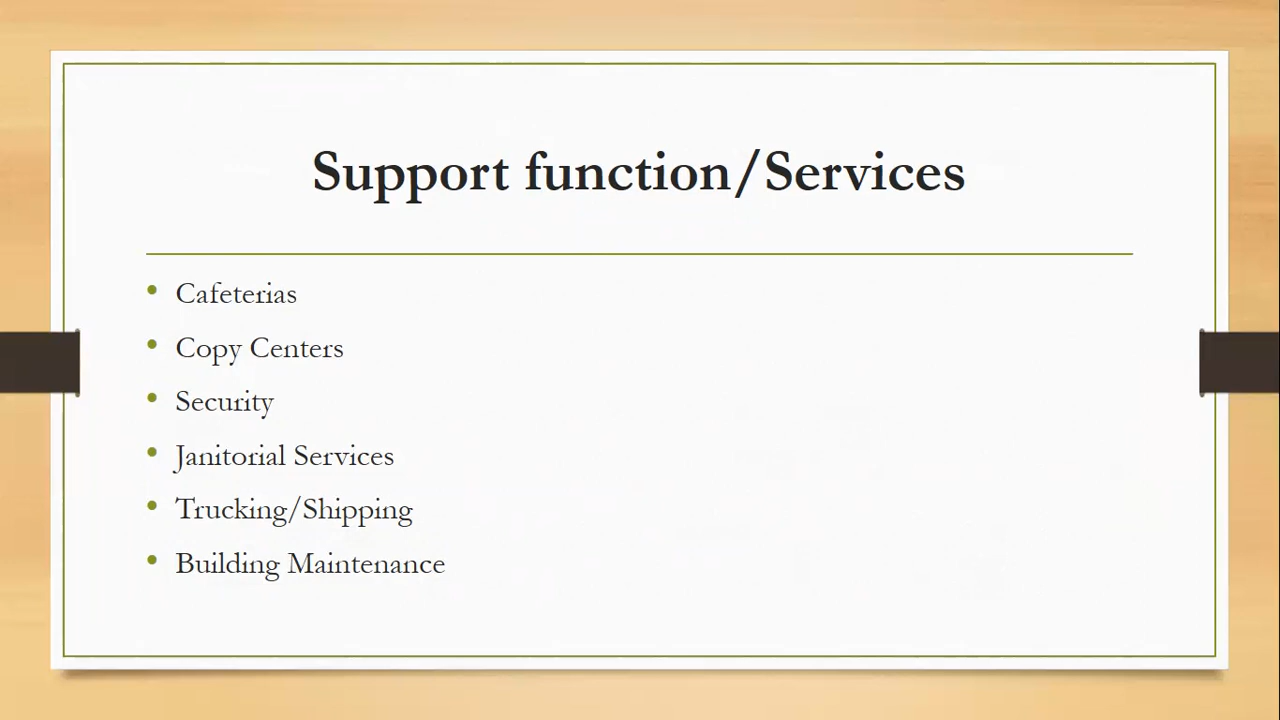 Support function/Services
• Cafeterias
• Copy Centers
• Security
• Janitorial Services
• Trucking/Shipping
• Building Maintenance